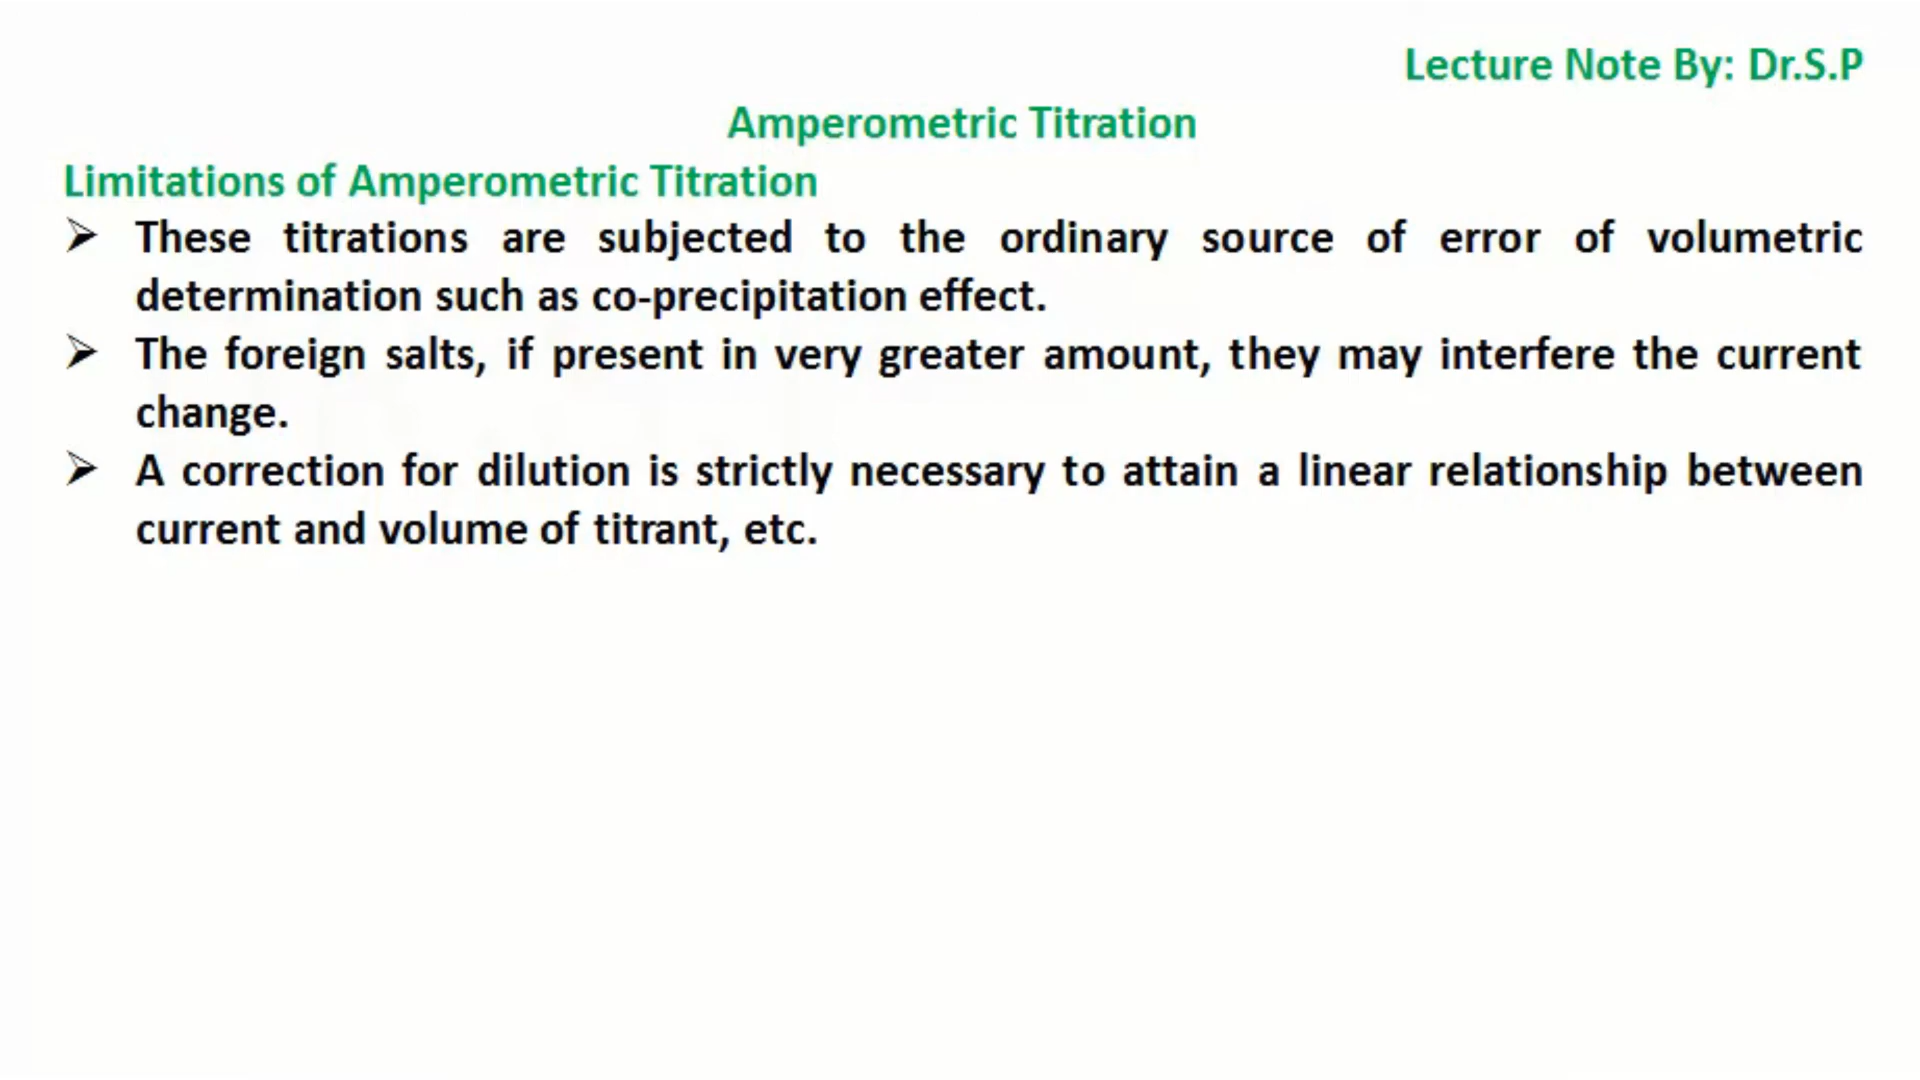 Lecture Note By: Dr.S.P
Amperometric Titration
Limitations of Amperometric Titration
➢ These titrations are subjected to the ordinary source of error of volumetric
determination such as co-precipitation effect.
➢ The foreign salts, if present in very greater amount, they may interfere the current
change.
➢ A correction for dilution is strictly necessary to attain a linear relationship between
current and volume of titrant, etc.